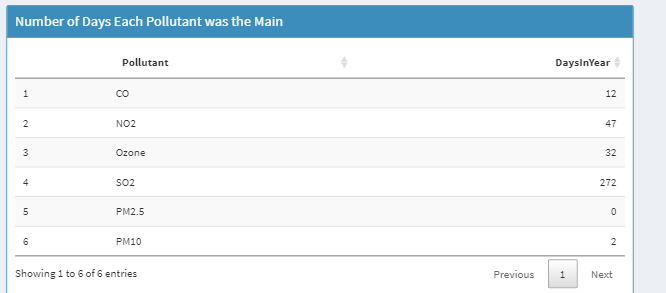 Number of Days Each Pollutant was the Main
Pollutant DaysInYear
1 CO 12
2 NO2 47
3 Ozone 32
4 SO2 272
5 PM2.5 0
6 PM10 2
Showing 1 to 6 of 6 entries Previous 1 Next